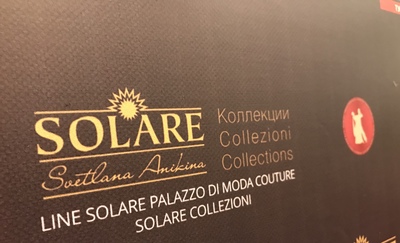 SOLARE
Svetlana Anikina
Коллекции
Collezioni
Collections
LINE SOLARE PALAZZO DI MODA COUTURE
SOLARE COLLEZIONI